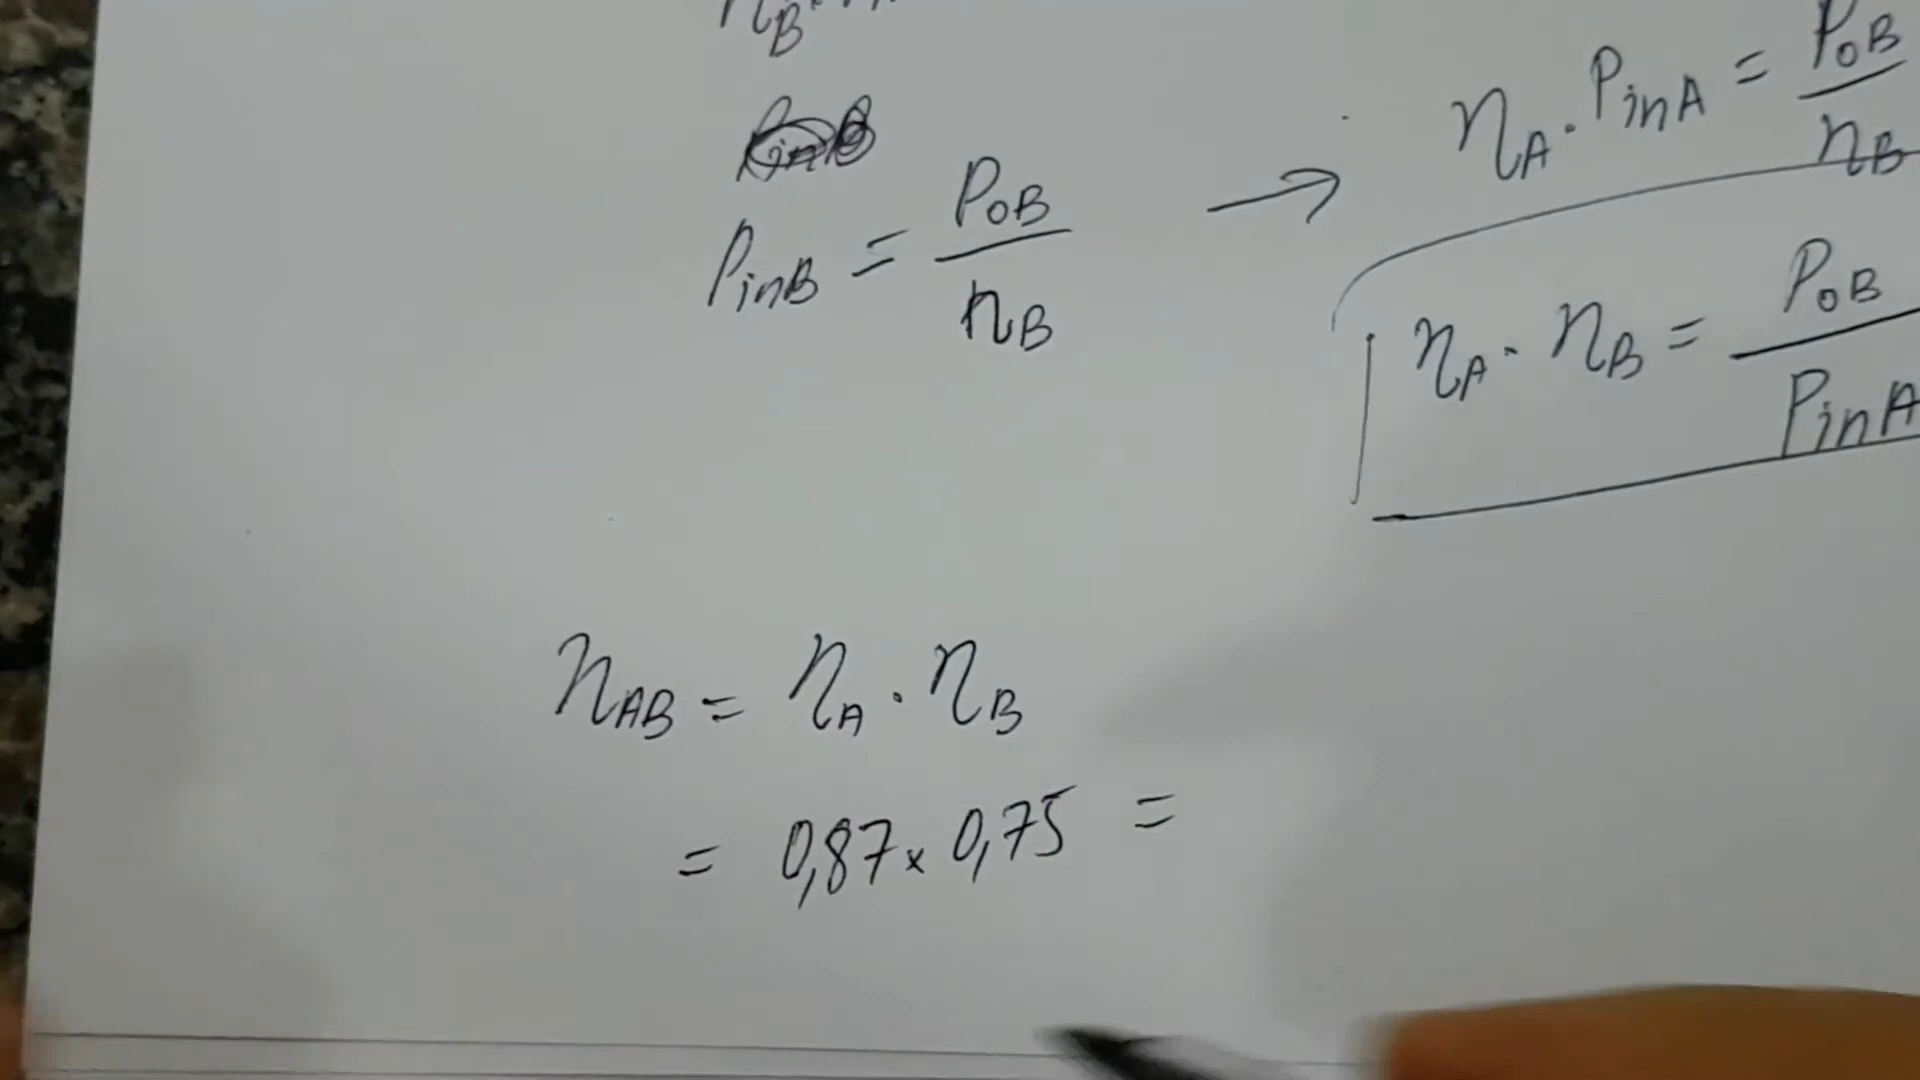 η_A · P_inA = P_oB / η_B
P_inB = P_oB / η_B →
η_A · η_B = P_oB / P_inA
η_AB = η_A · η_B
= 0,87 x 0,75 =